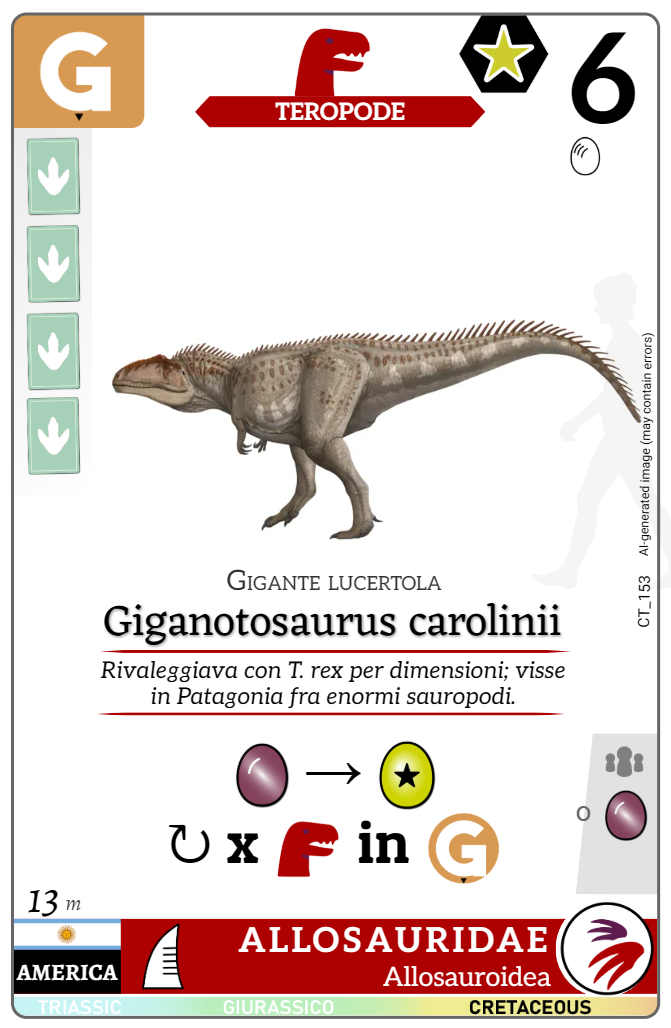 G
TEROPODE
6
AI-generated image (may contain errors)
CT_153
Gigante lucertola
Giganotosaurus carolinii
Rivaleggiava con T. rex per dimensioni; visse
in Patagonia fra enormi sauropodi.
→
o
↻ x in G
13 m
AMERICA
ALLOSAURIDAE
Allosauroidea
TRIASSIC GIURASSICO CRETACEOUS